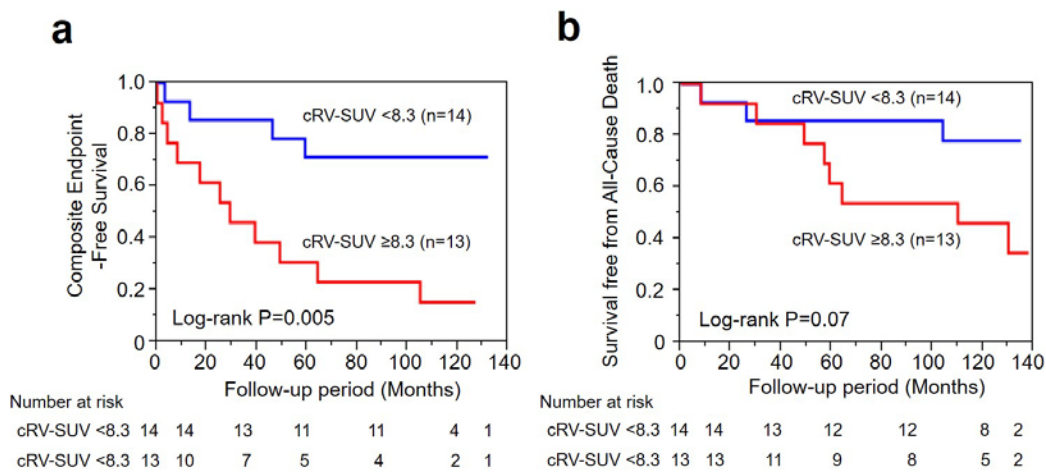 a
Composite Endpoint
-Free Survival
1.0
0.8
0.6
0.4
0.2
cRV-SUV <8.3 (n=14)
cRV-SUV ≥8.3 (n=13)
Log-rank P=0.005
0 20 40 60 80 100 120 140
Follow-up period (Months)
Number at risk
cRV-SUV <8.3 14 14 13 11 11 4 1
cRV-SUV <8.3 13 10 7 5 4 2 1
b
Survival free from All-Cause Death
1.0
0.8
0.6
0.4
0.2
0
cRV-SUV <8.3 (n=14)
cRV-SUV ≥8.3 (n=13)
Log-rank P=0.07
0 20 40 60 80 100 120 140
Follow-up period (Months)
Number at risk
cRV-SUV <8.3 14 14 13 12 12 8 2
cRV-SUV <8.3 13 13 11 9 8 5 2